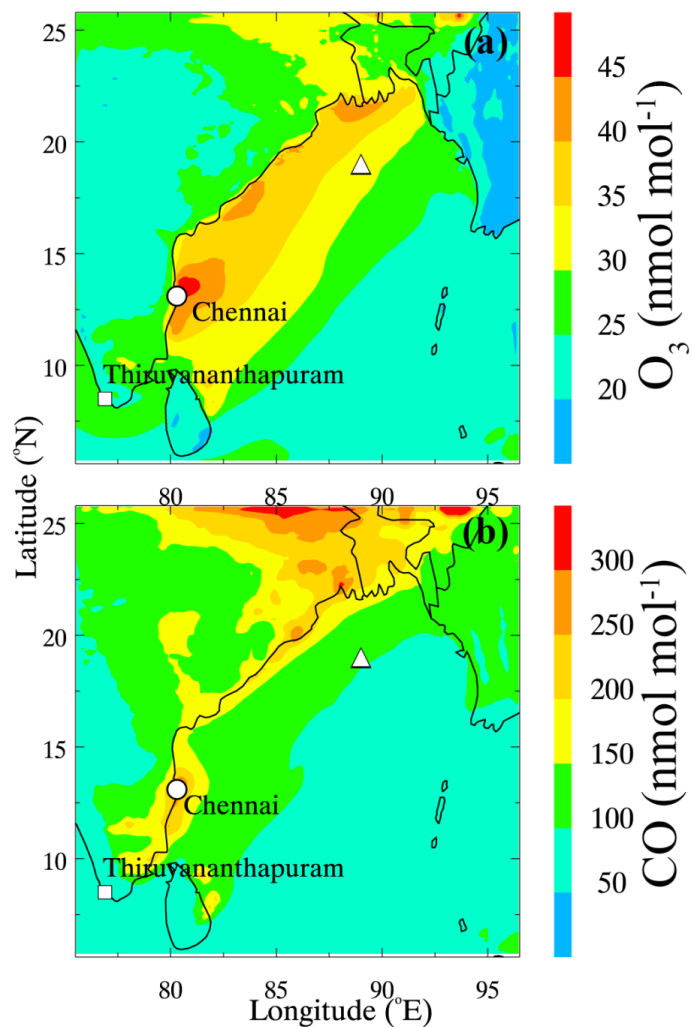 (a)
25
20
15
10
Chennai
Thiruvananthapuram
80
85
90
95
45
40
35
30
25
20
O₃ (nmol mol⁻¹)
Latitude (°N)
(b)
25
20
15
10
Chennai
Thiruvananthapuram
80
85
90
95
Longitude (°E)
300
250
200
150
100
50
CO (nmol mol⁻¹)